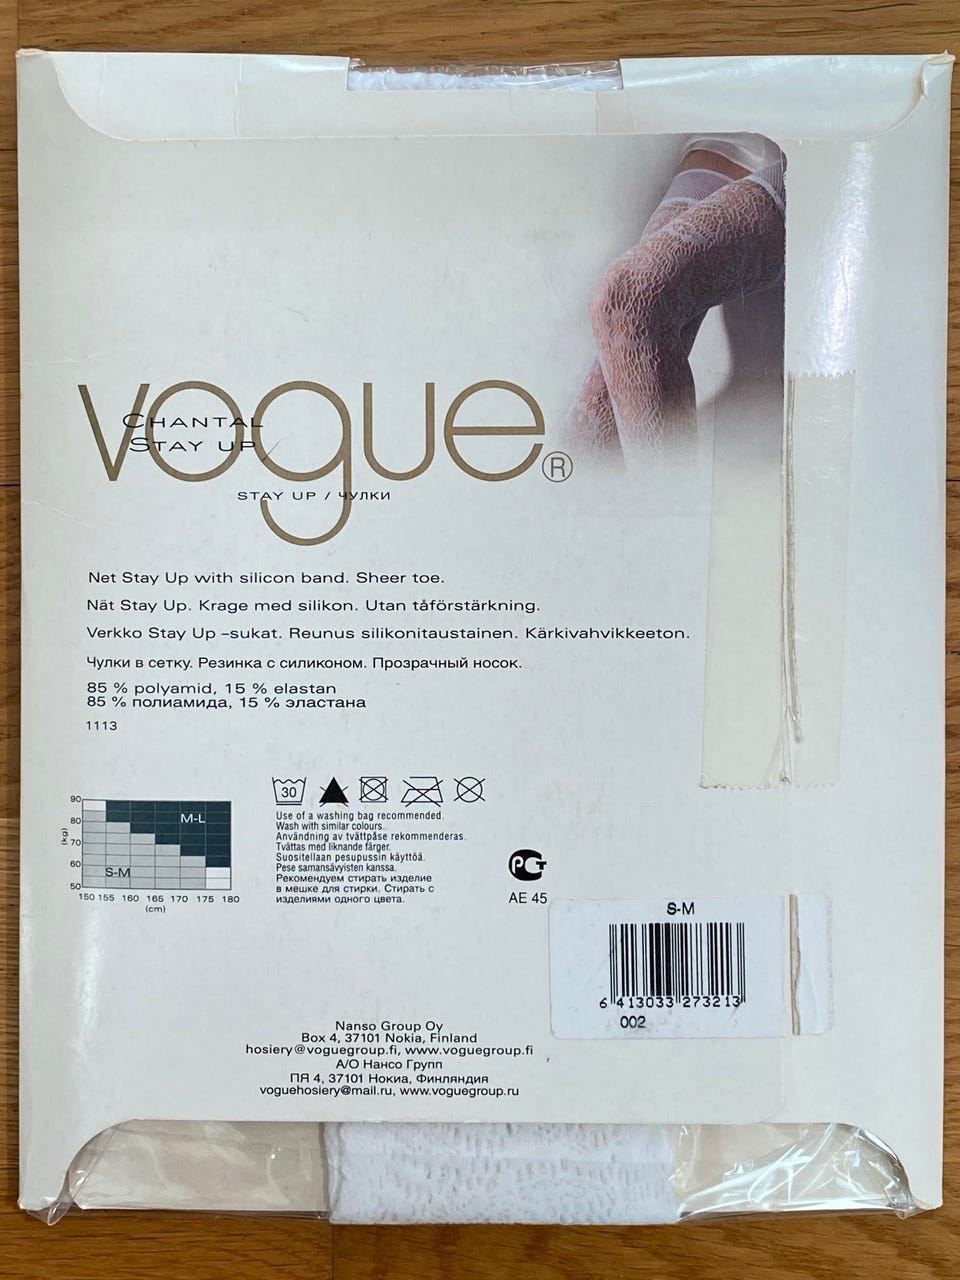 vogue®
CHANTAL
STAY UP
STAY UP / ЧУЛКИ
Net Stay Up with silicon band. Sheer toe.
Nät Stay Up. Krage med silikon. Utan tåförstärkning.
Verkko Stay Up –sukat. Reunus silikonitaustainen. Kärkivahvikkeeton.
Чулки в сетку. Резинка с силиконом. Прозрачный носок.
85 % polyamid, 15 % elastan
85 % полиамида, 15 % эластана
1113
90
80
70
60
50
(kg)
M-L
S-M
150 155 160 165 170 175 180
(cm)
30
Use of a washing bag recommended.
Wash with similar colours.
Användning av tvättpåse rekommenderas.
Tvättas med liknande färger.
Suositellaan pesupussin käyttöä.
Pese samansävyisten kanssa.
Рекомендуем стирать изделие
в мешке для стирки. Стирать с
изделиями одного цвета.
РСТ
AE 45
S-M
6 413033 273213
002
Nanso Group Oy
Box 4, 37101 Nokia, Finland
hosiery@voguegroup.fi, www.voguegroup.fi
А/О Нансо Групп
ПЯ 4, 37101 Нокиа, Финляндия
voguehosiery@mail.ru, www.voguegroup.ru